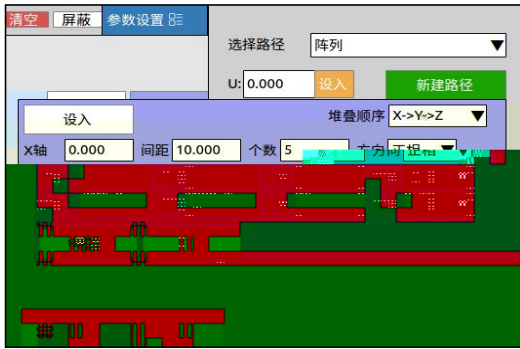 清空 屏蔽 参数设置
选择路径 阵列
U: 0.000 设入 新建路径
设入 堆叠顺序 X->Y->Z
X轴 0.000 间距 10.000 个数 5 方向